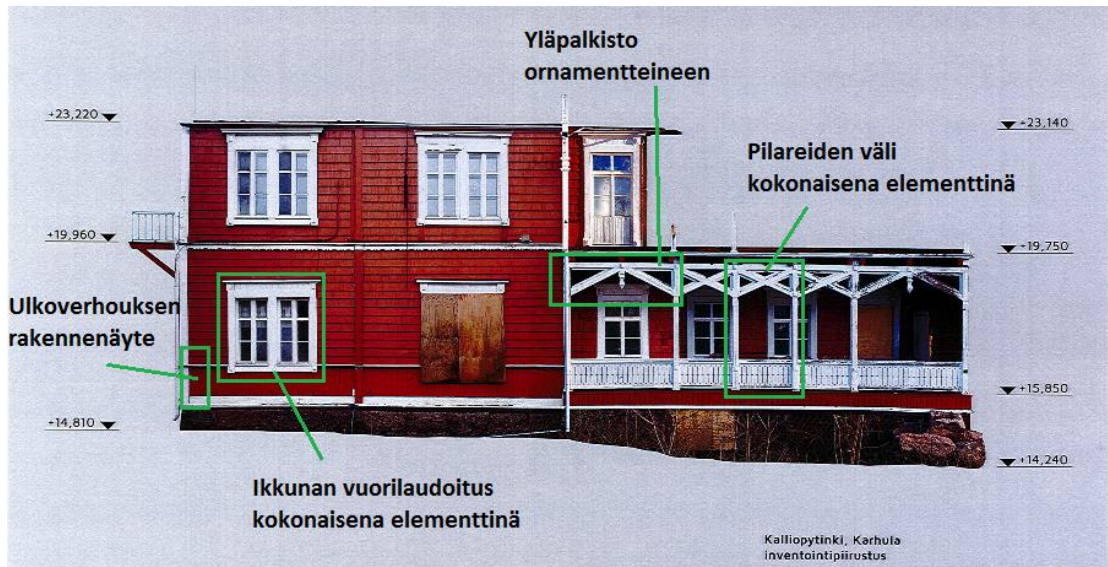 Yläpalkisto
ornamentteineen
+23,220
+23,140
Pilareiden väli
kokonaisena elementtinä
+19,960
+19,750
Ulkoverhouksen
rakennenäyte
+15,850
+14,810
+14,240
Ikkunan vuorilaudoitus
kokonaisena elementtinä
Kalliopytinki, Karhula
inventointipiirustus